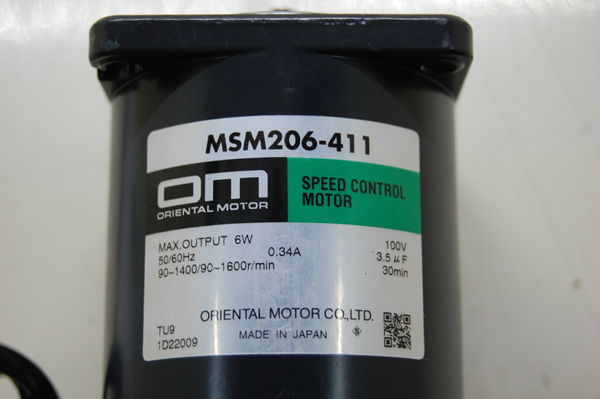 MSM206-411
om
ORIENTAL MOTOR
SPEED CONTROL
MOTOR
MAX.OUTPUT 6W 100V
50/60Hz 0.34A 3.5μF
90~1400/90~1600r/min 30min
ORIENTAL MOTOR CO.,LTD.
TU9 MADE IN JAPAN Ⓢ
1D22009